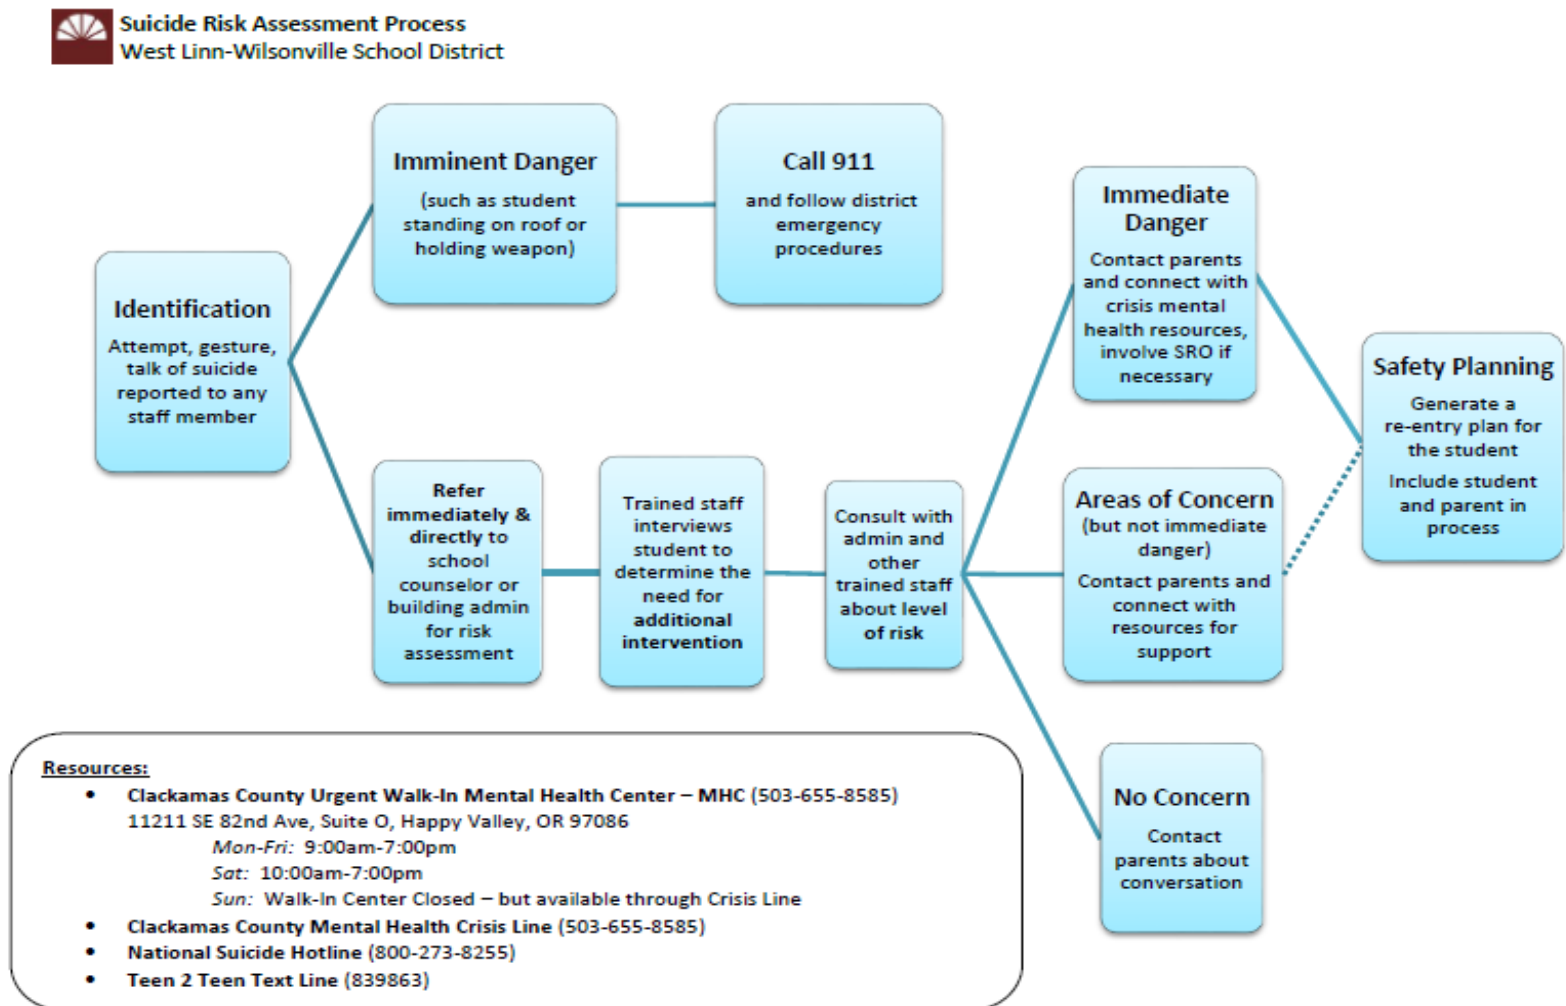 Suicide Risk Assessment Process
West Linn-Wilsonville School District
Identification
Attempt, gesture,
talk of suicide
reported to any
staff member
Imminent Danger
(such as student
standing on roof or
holding weapon)
Call 911
and follow district
emergency
procedures
Refer
immediately &
directly to
school
counselor or
building admin
for risk
assessment
Trained staff
interviews
student to
determine the
need for
additional
intervention
Consult with
admin and
other
trained staff
about level
of risk
Immediate
Danger
Contact parents
and connect with
crisis mental
health resources,
involve SRO if
necessary
Areas of Concern
(but not immediate
danger)
Contact parents and
connect with
resources for
support
No Concern
Contact
parents about
conversation
Safety Planning
Generate a
re-entry plan for
the student
Include student
and parent in
process
Resources:
• Clackamas County Urgent Walk-In Mental Health Center – MHC (503-655-8585)
11211 SE 82nd Ave, Suite O, Happy Valley, OR 97086
Mon-Fri: 9:00am-7:00pm
Sat: 10:00am-7:00pm
Sun: Walk-In Center Closed – but available through Crisis Line
• Clackamas County Mental Health Crisis Line (503-655-8585)
• National Suicide Hotline (800-273-8255)
• Teen 2 Teen Text Line (839863)